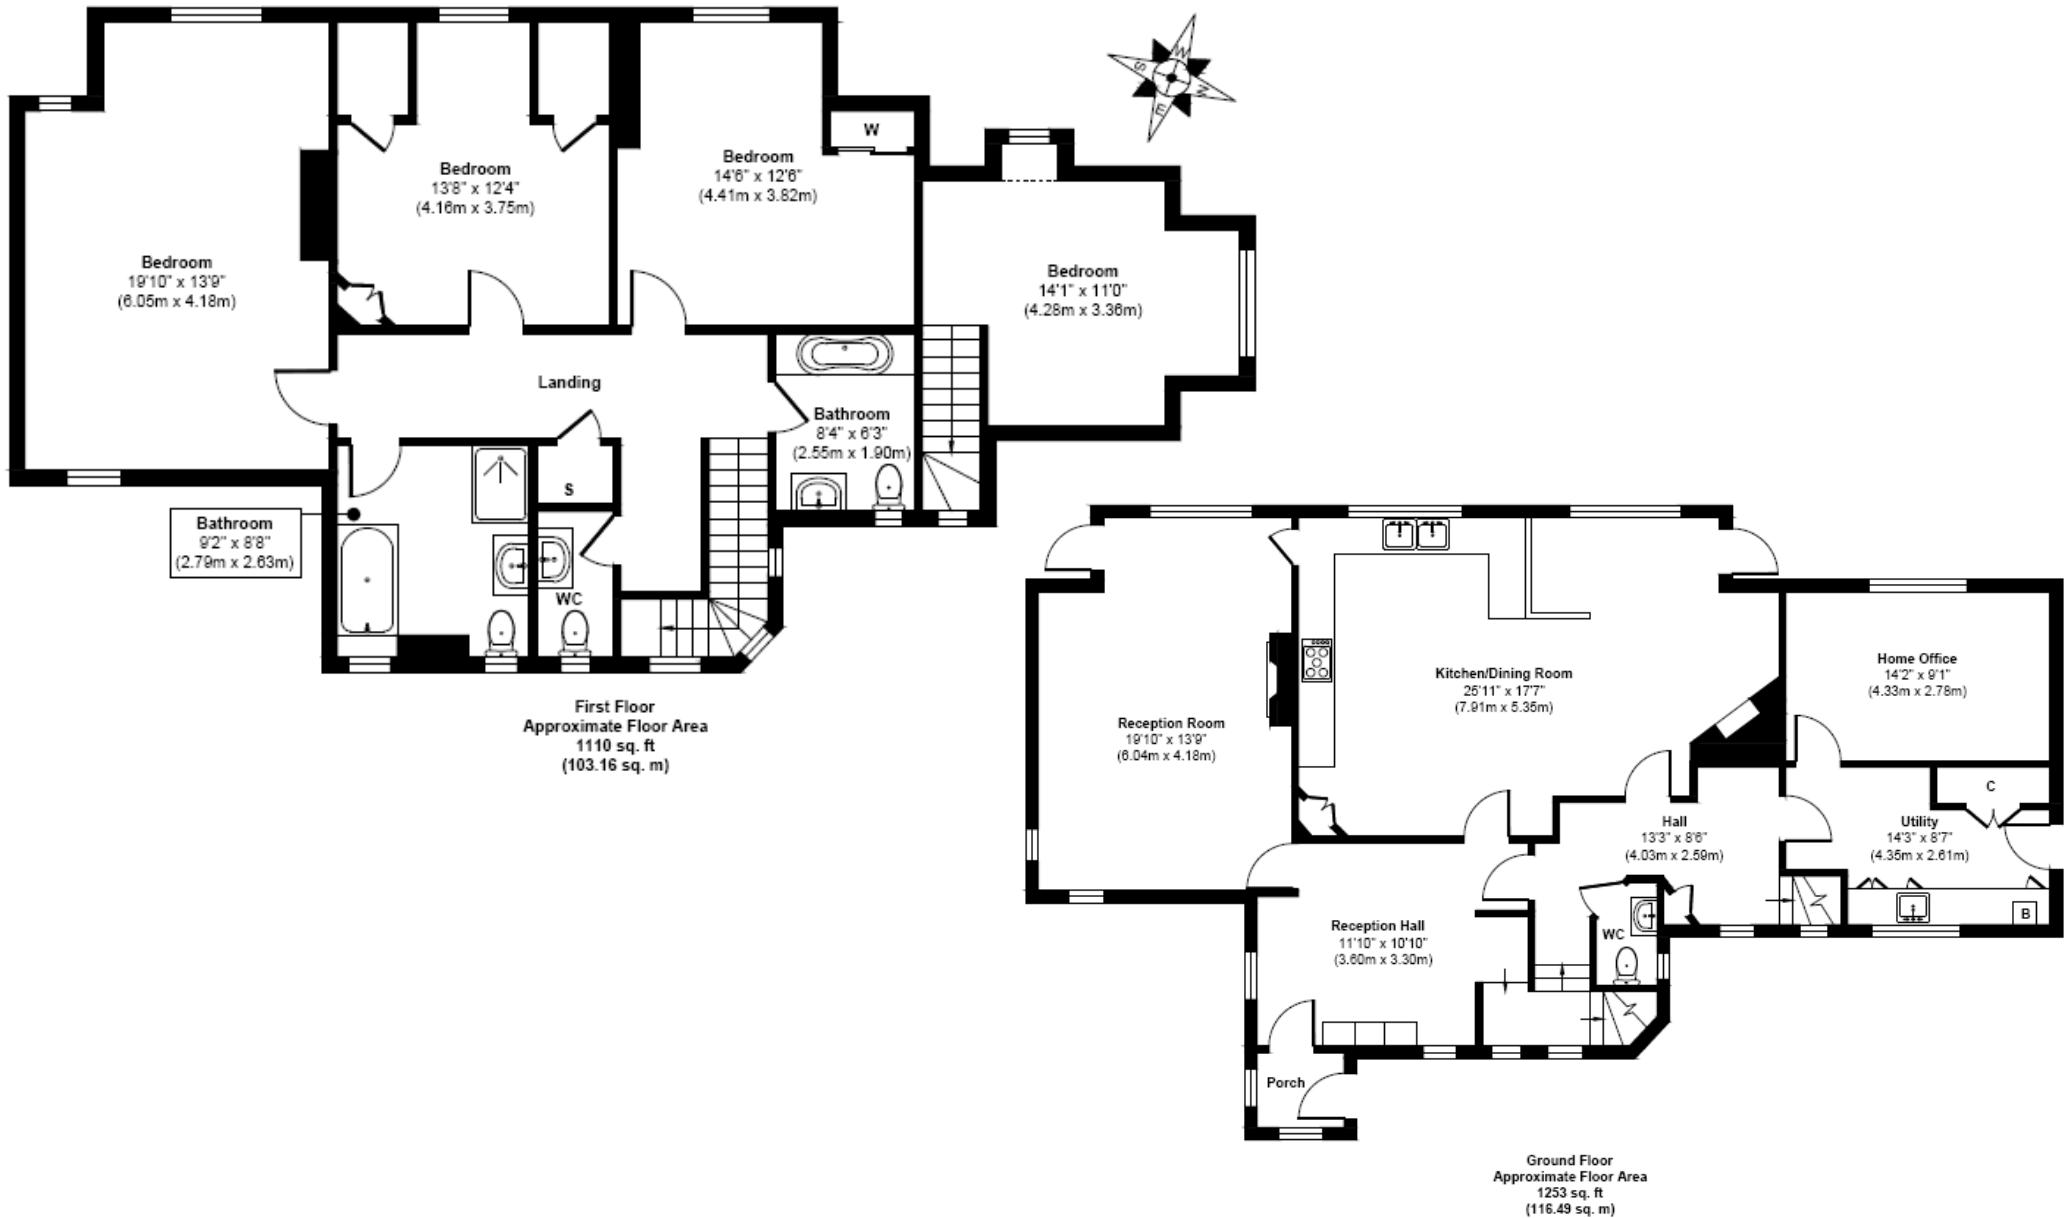 W
S
E
W
Bedroom
19'10" x 13'9"
(6.05m x 4.18m)
Bedroom
13'8" x 12'4"
(4.16m x 3.75m)
Bedroom
14'6" x 12'6"
(4.41m x 3.82m)
W
Bedroom
14'1" x 11'0"
(4.28m x 3.36m)
Landing
Bathroom
8'4" x 6'3"
(2.55m x 1.90m)
S
Bathroom
9'2" x 8'8"
(2.79m x 2.63m)
WC
First Floor
Approximate Floor Area
1110 sq. ft
(103.16 sq. m)
Reception Room
19'10" x 13'9"
(6.04m x 4.18m)
Kitchen/Dining Room
25'11" x 17'7"
(7.91m x 5.35m)
Home Office
14'2" x 9'1"
(4.33m x 2.78m)
C
Hall
13'3" x 8'6"
(4.03m x 2.59m)
Utility
14'3" x 8'7"
(4.35m x 2.61m)
B
Reception Hall
11'10" x 10'10"
(3.60m x 3.30m)
WC
Porch
Ground Floor
Approximate Floor Area
1253 sq. ft
(116.49 sq. m)